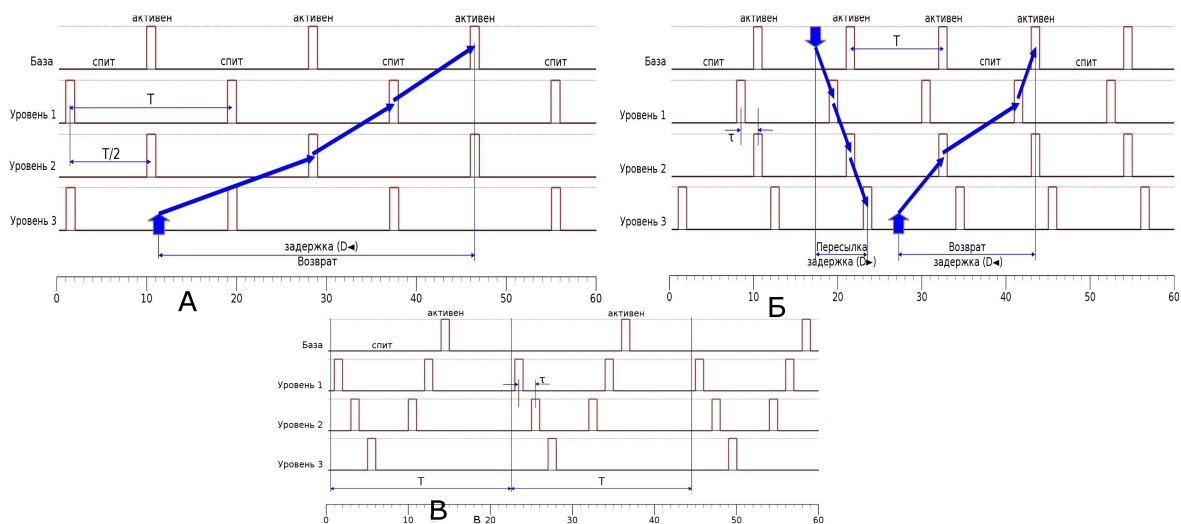 активен активен активен
База спит спит спит спит
Уровень 1 T
Уровень 2 T/2
Уровень 3
задержка (D◄)
Возврат
0 10 20 30 40 50 60
А
активен активен активен активен
База спит T спит спит
Уровень 1
τ
Уровень 2
Уровень 3
Пересылка Возврат
задержка (D►) задержка (D◄)
0 10 20 30 40 50 60
Б
активен активен
База спит
Уровень 1 τ
Уровень 2
Уровень 3
T T
В
0 10 В 20 30 40 50 60